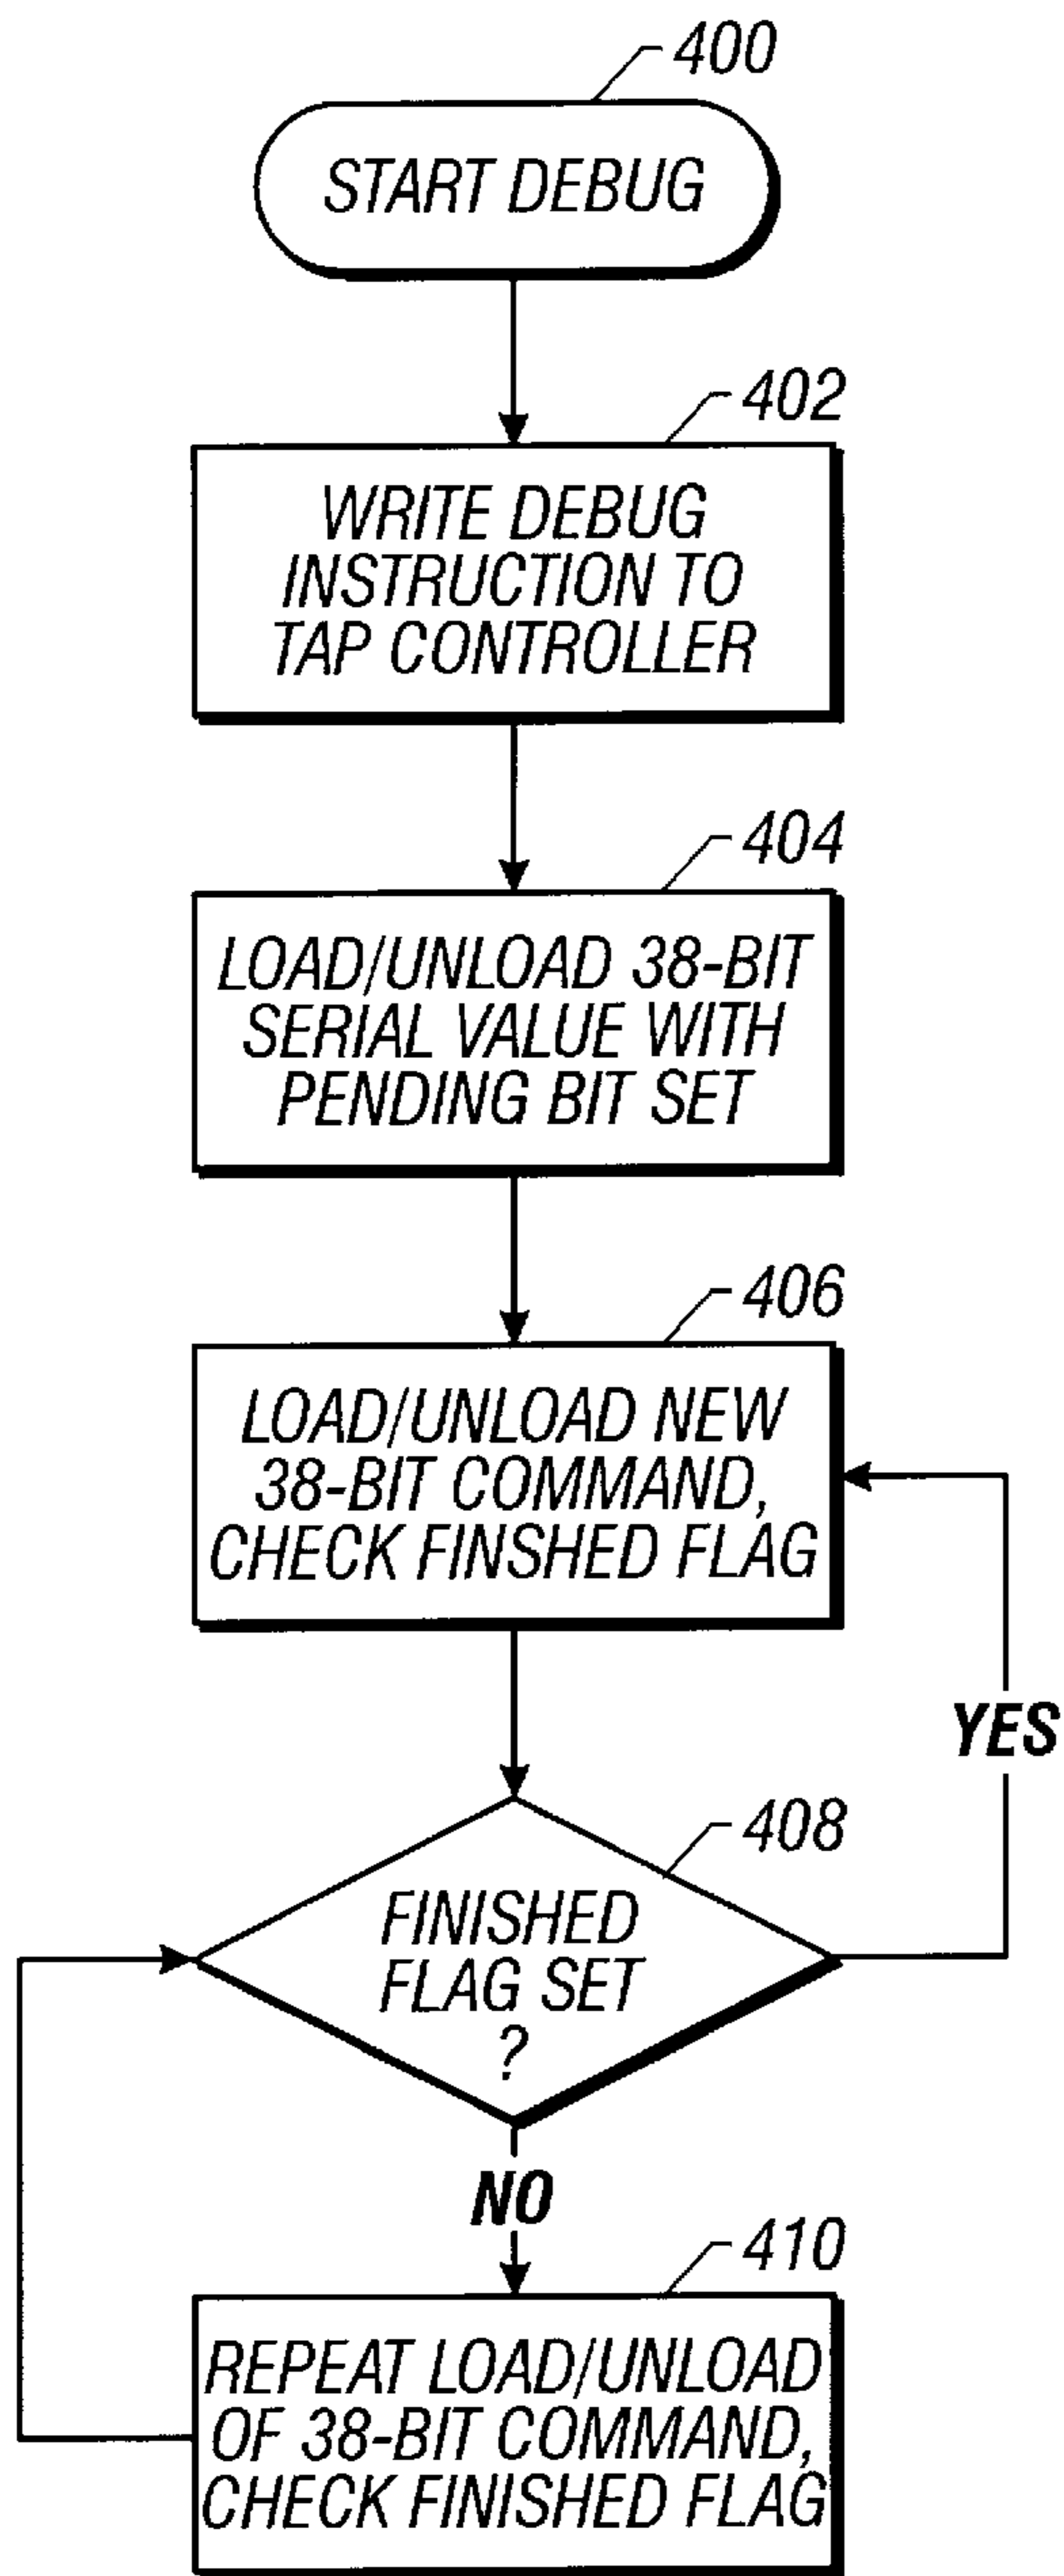 400
START DEBUG
402
WRITE DEBUG
INSTRUCTION TO
TAP CONTROLLER
404
LOAD/UNLOAD 38-BIT
SERIAL VALUE WITH
PENDING BIT SET
406
LOAD/UNLOAD NEW
38-BIT COMMAND,
CHECK FINSHED FLAG
YES
408
FINISHED
FLAG SET
?
NO
410
REPEAT LOAD/UNLOAD
OF 38-BIT COMMAND,
CHECK FINISHED FLAG